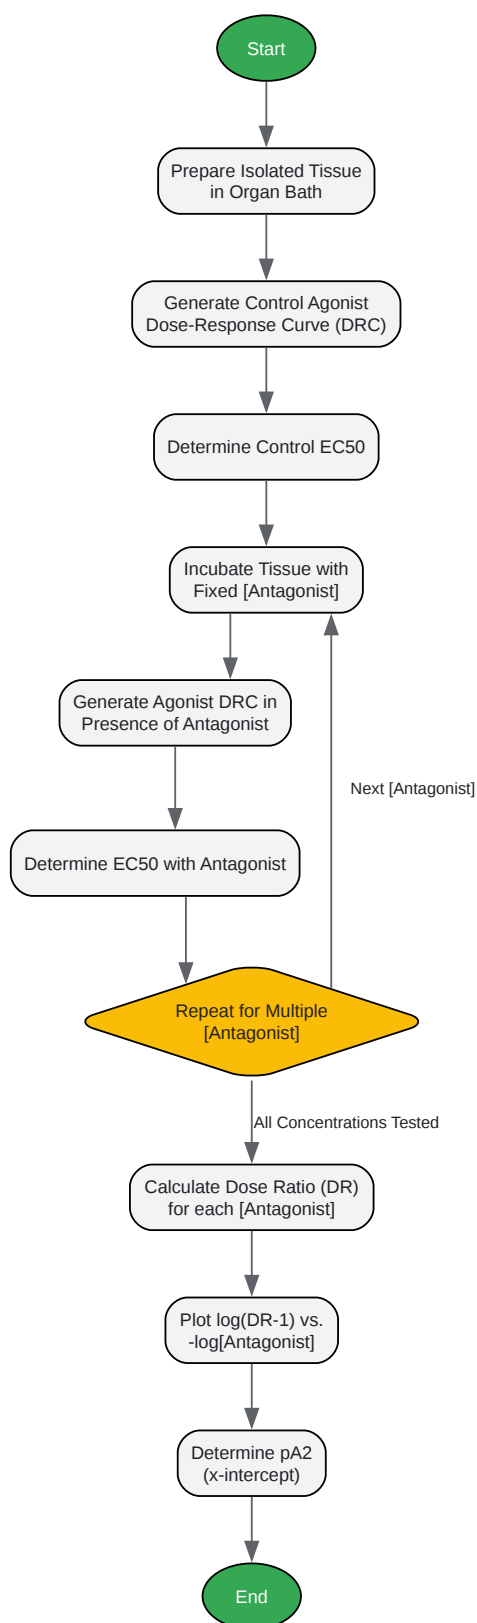 Start
Prepare Isolated Tissue
in Organ Bath
Generate Control Agonist
Dose-Response Curve (DRC)
Determine Control EC50
Incubate Tissue with
Fixed [Antagonist]
Generate Agonist DRC in
Presence of Antagonist
Next [Antagonist]
Determine EC50 with Antagonist
Repeat for Multiple
[Antagonist]
All Concentrations Tested
Calculate Dose Ratio (DR)
for each [Antagonist]
Plot log(DR-1) vs.
-log[Antagonist]
Determine pA2
(x-intercept)
End